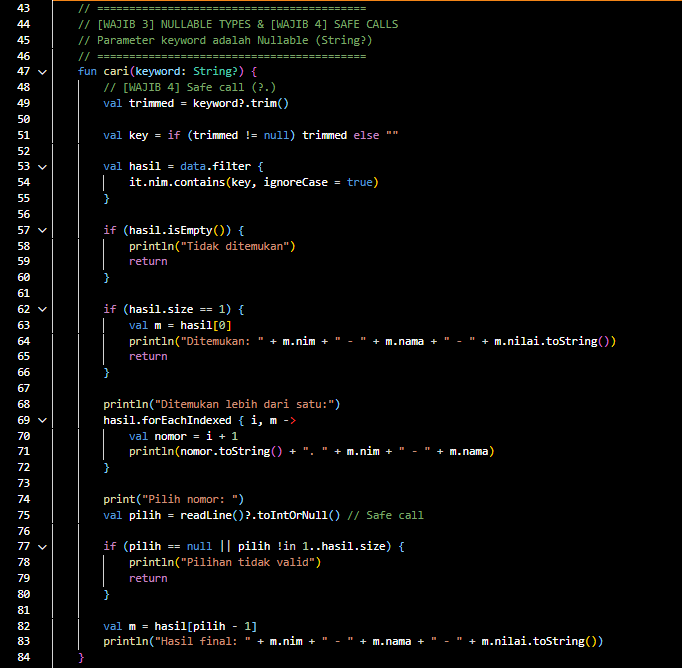 43 // ==========================================
44 // [WAJIB 3] NULLABLE TYPES & [WAJIB 4] SAFE CALLS
45 // Parameter keyword adalah Nullable (String?)
46 // ==========================================
47 fun cari(keyword: String?) {
48 // [WAJIB 4] Safe call (?.)
49 val trimmed = keyword?.trim()
50
51 val key = if (trimmed != null) trimmed else ""
52
53 val hasil = data.filter {
54 it.nim.contains(key, ignoreCase = true)
55 }
56
57 if (hasil.isEmpty()) {
58 println("Tidak ditemukan")
59 return
60 }
61
62 if (hasil.size == 1) {
63 val m = hasil[0]
64 println("Ditemukan: " + m.nim + " - " + m.nama + " - " + m.nilai.toString())
65 return
66 }
67
68 println("Ditemukan lebih dari satu:")
69 hasil.forEachIndexed { i, m ->
70 val nomor = i + 1
71 println(nomor.toString() + ". " + m.nim + " - " + m.nama)
72 }
73
74 print("Pilih nomor: ")
75 val pilih = readLine()?.toIntOrNull() // Safe call
76
77 if (pilih == null || pilih !in 1..hasil.size) {
78 println("Pilihan tidak valid")
79 return
80 }
81
82 val m = hasil[pilih - 1]
83 println("Hasil final: " + m.nim + " - " + m.nama + " - " + m.nilai.toString())
84 }